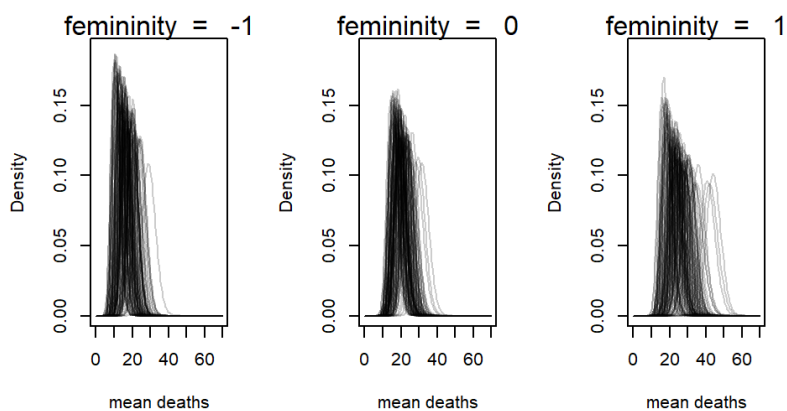 femininity = -1
Density
0.00 0.05 0.10 0.15
0 20 40 60
mean deaths
femininity = 0
Density
0.00 0.05 0.10 0.15
0 20 40 60
mean deaths
femininity = 1
Density
0.00 0.05 0.10 0.15
0 20 40 60
mean deaths